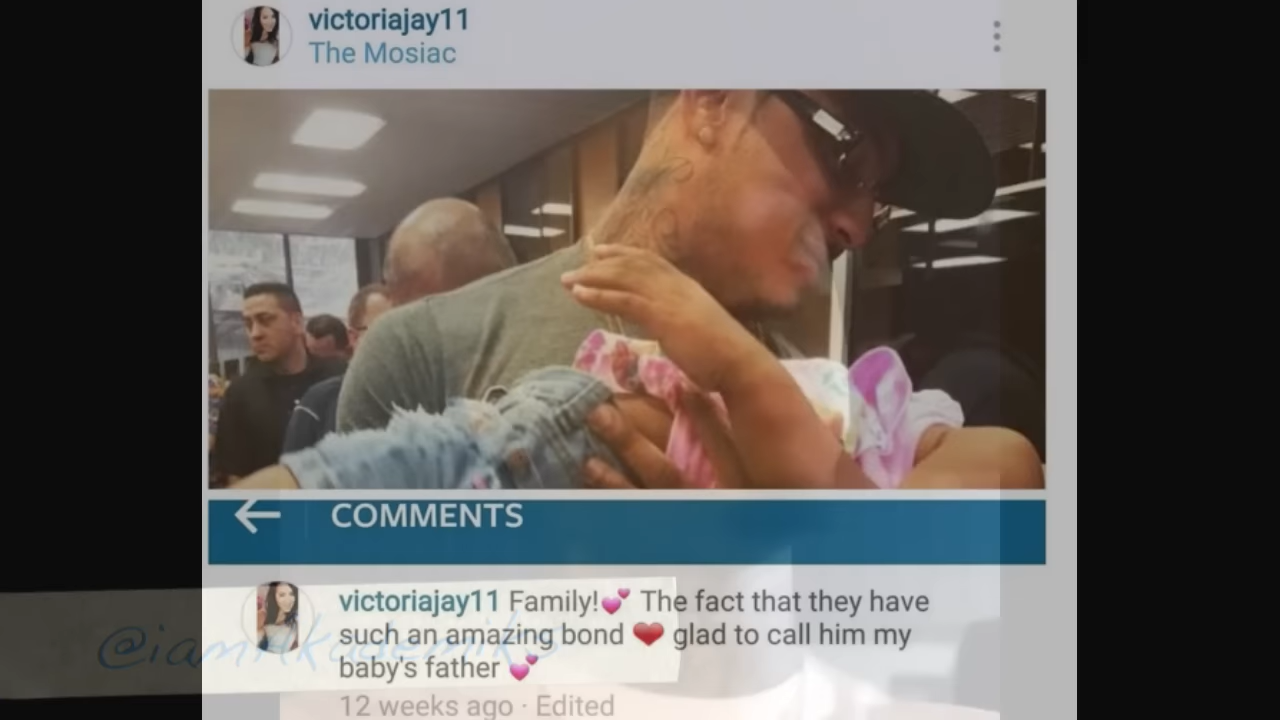 victoriajay11
The Mosiac
COMMENTS
victoriajay11 Family!💕 The fact that they have
such an amazing bond ❤️ glad to call him my
baby's father 💕
@iamAkademiks
12 weeks ago · Edited